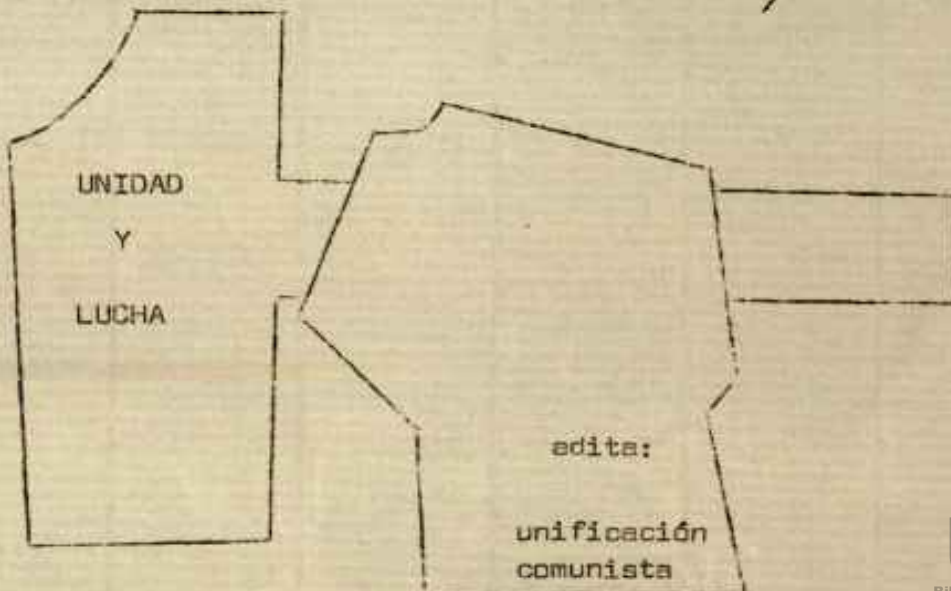 UNIDAD
Y
LUCHA
edita:
unificación
comunista